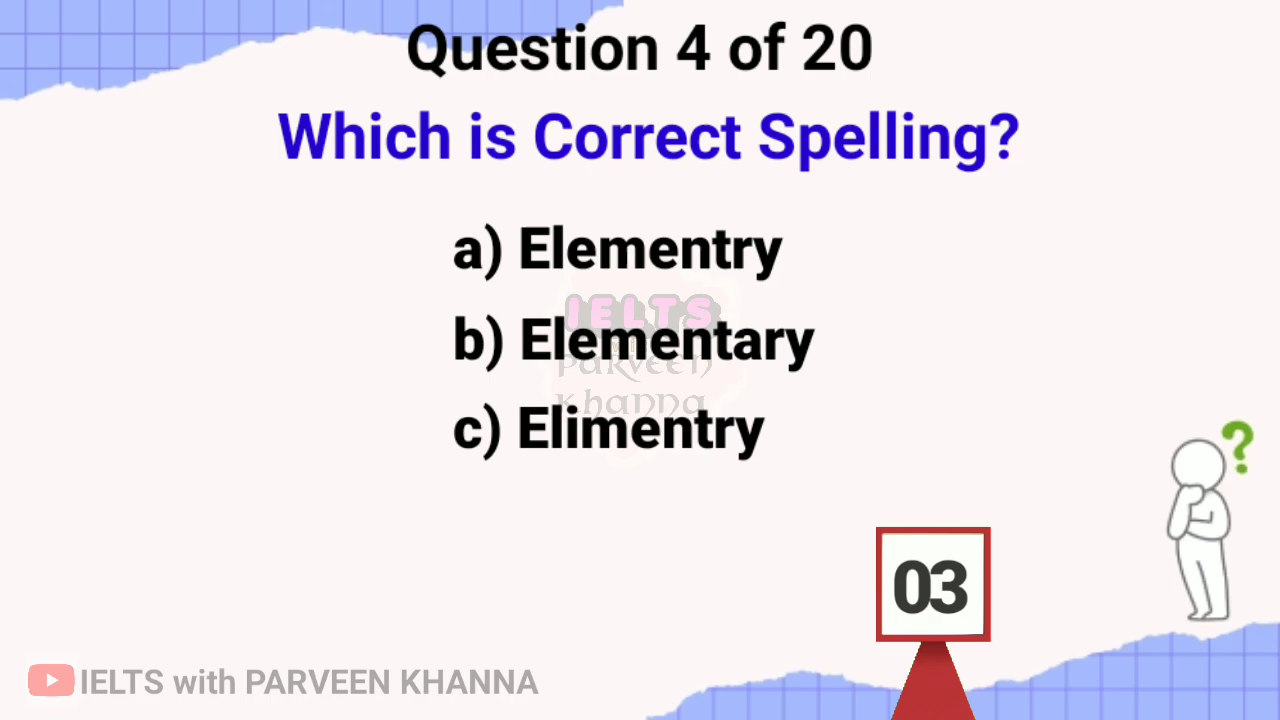 Question 4 of 20
Which is Correct Spelling?
a) Elementry
IELTS
b) Elementary
Parveen
Khanna
c) Elimentry
?
03
IELTS with PARVEEN KHANNA